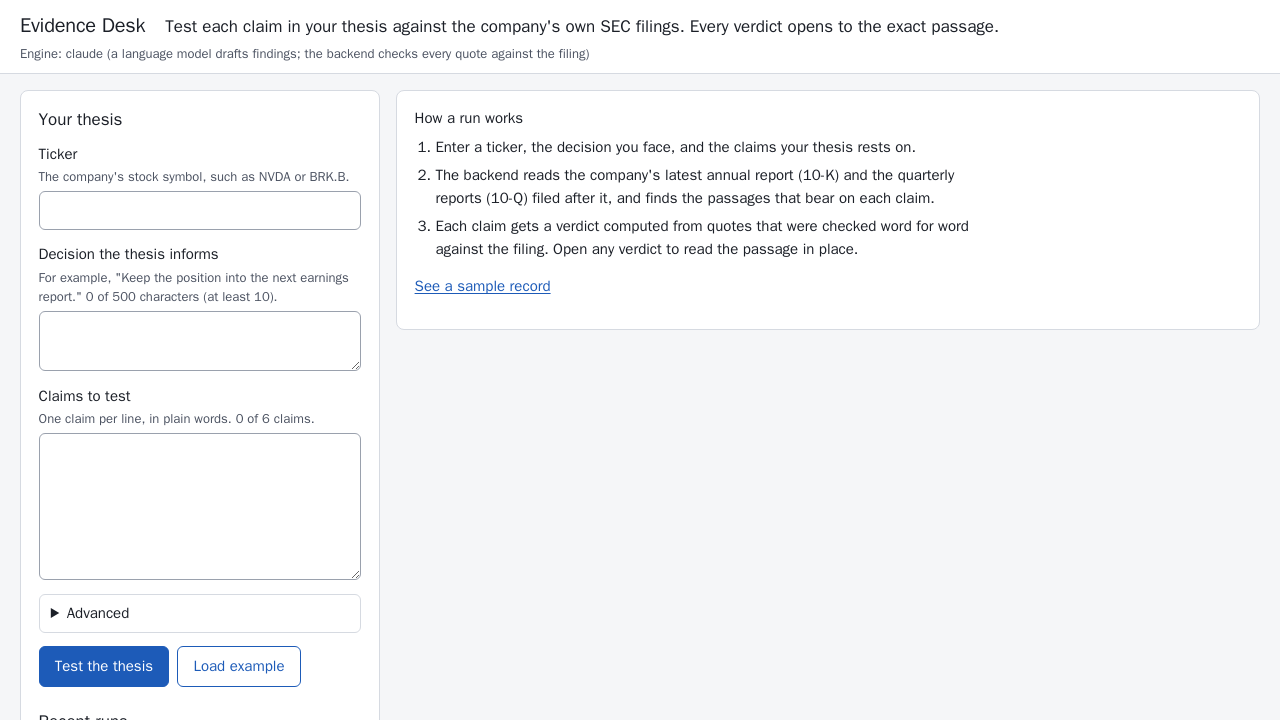 Evidence Desk
Test each claim in your thesis against the company's own SEC filings. Every verdict opens to the exact passage.
Engine: claude (a language model drafts findings; the backend checks every quote against the filing)
Your thesis
Ticker
The company's stock symbol, such as NVDA or BRK.B.
Decision the thesis informs
For example, "Keep the position into the next earnings
report." 0 of 500 characters (at least 10).
Claims to test
One claim per line, in plain words. 0 of 6 claims.
Advanced
Test the thesis
Load example
Recent runs
How a run works
1. Enter a ticker, the decision you face, and the claims your thesis rests on.
2. The backend reads the company's latest annual report (10-K) and the quarterly
reports (10-Q) filed after it, and finds the passages that bear on each claim.
3. Each claim gets a verdict computed from quotes that were checked word for word
against the filing. Open any verdict to read the passage in place.
See a sample record